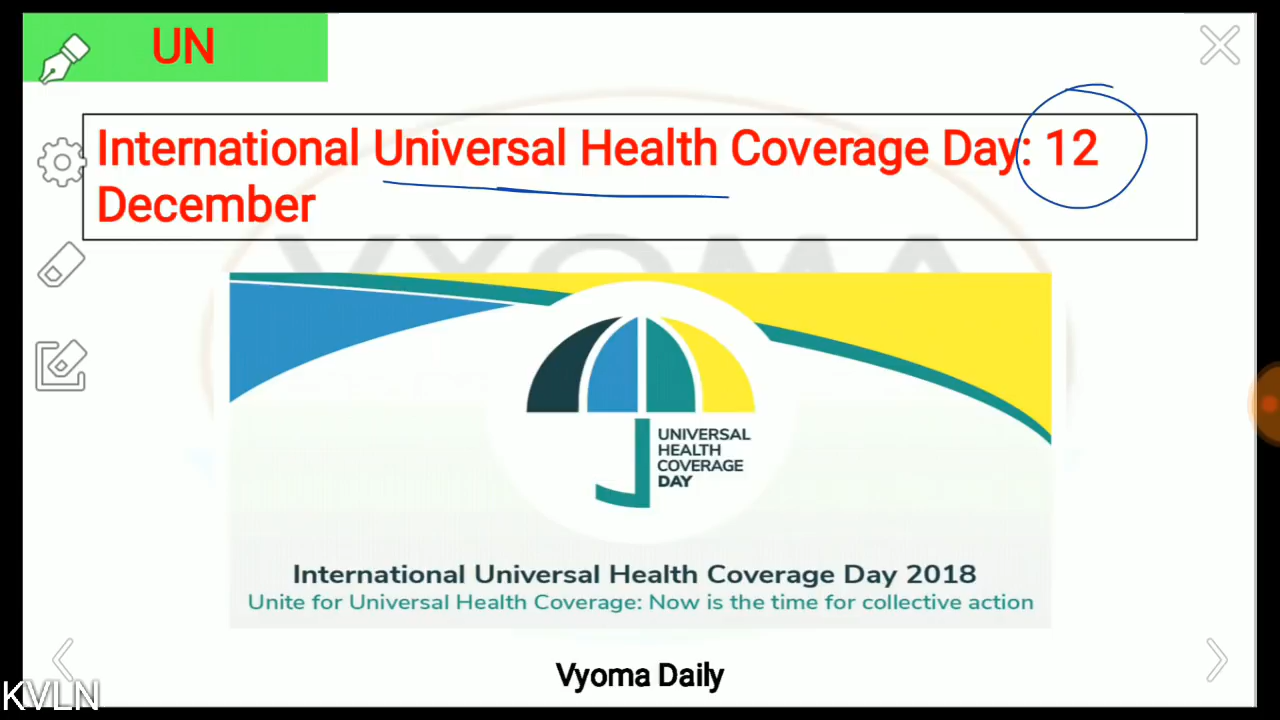 UN
International Universal Health Coverage Day: 12
December
VYOMA
UNIVERSAL
HEALTH
COVERAGE
DAY
International Universal Health Coverage Day 2018
Unite for Universal Health Coverage: Now is the time for collective action
Vyoma Daily
KVLN